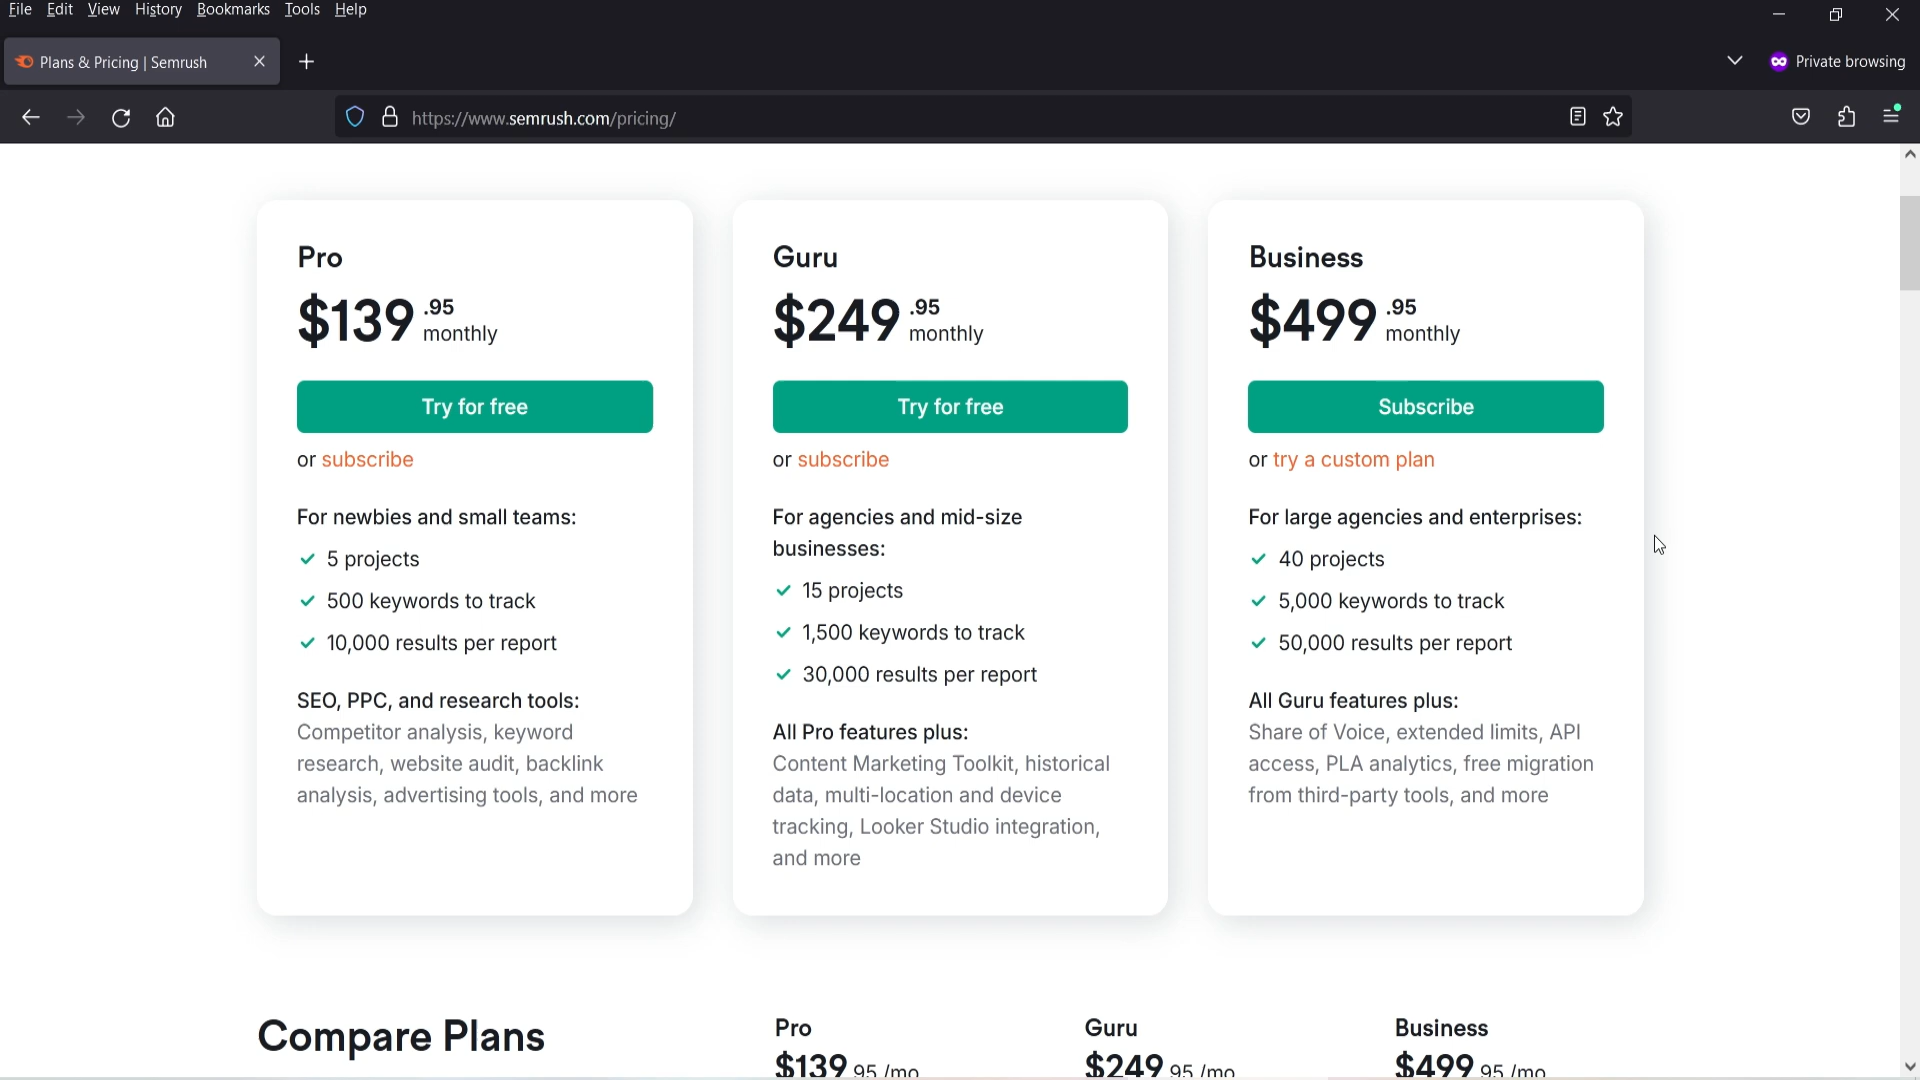 File Edit View History Bookmarks Tools Help
Plans & Pricing | Semrush
Private browsing
https://www.semrush.com/pricing/
Pro
$139 .95
monthly
Try for free
or subscribe
For newbies and small teams:
5 projects
500 keywords to track
10,000 results per report
SEO, PPC, and research tools:
Competitor analysis, keyword
research, website audit, backlink
analysis, advertising tools, and more
Guru
$249 .95
monthly
Try for free
or subscribe
For agencies and mid-size
businesses:
15 projects
1,500 keywords to track
30,000 results per report
All Pro features plus:
Content Marketing Toolkit, historical
data, multi-location and device
tracking, Looker Studio integration,
and more
Business
$499 .95
monthly
Subscribe
or try a custom plan
For large agencies and enterprises:
40 projects
5,000 keywords to track
50,000 results per report
All Guru features plus:
Share of Voice, extended limits, API
access, PLA analytics, free migration
from third-party tools, and more
Compare Plans
Pro
$139.95 /mo
Guru
$249.95 /mo
Business
$499.95 /mo